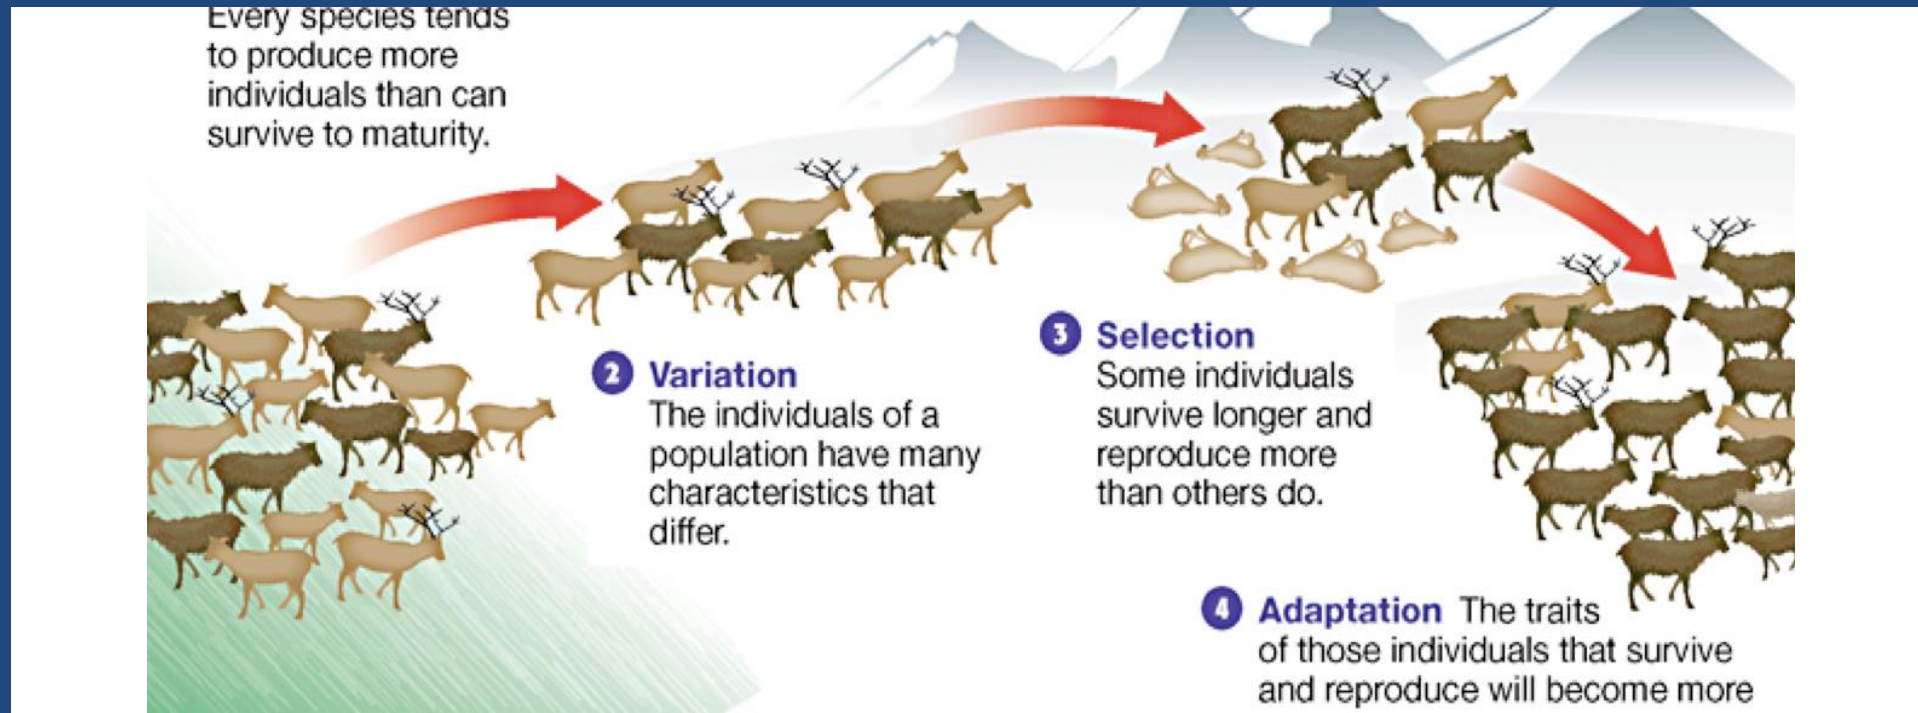 Every species tends
to produce more
individuals than can
survive to maturity.
2 Variation
The individuals of a
population have many
characteristics that
differ.
3 Selection
Some individuals
survive longer and
reproduce more
than others do.
4 Adaptation The traits
of those individuals that survive
and reproduce will become more